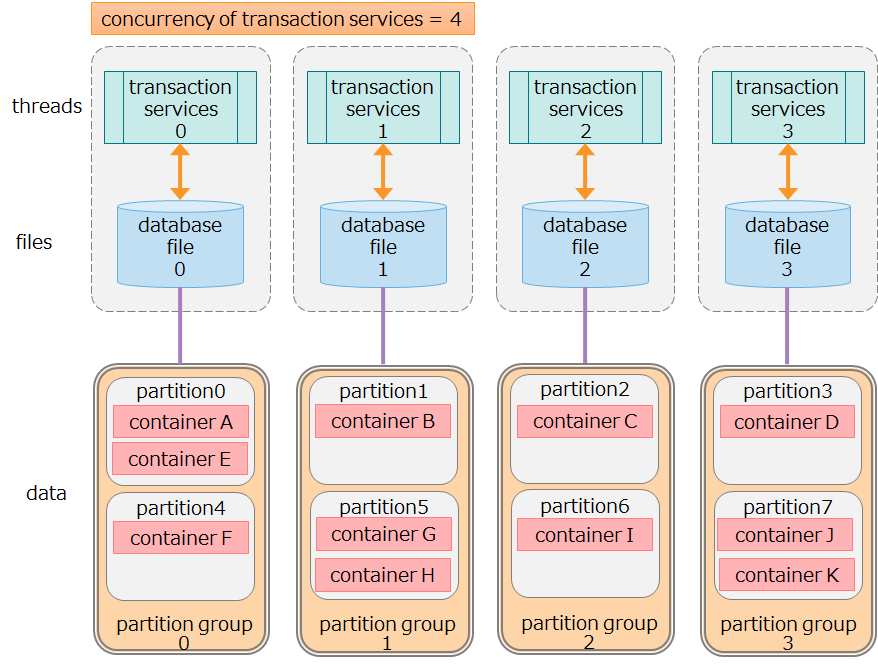 concurrency of transaction services = 4
threads
transaction
services
0
transaction
services
1
transaction
services
2
transaction
services
3
files
database
file
0
database
file
1
database
file
2
database
file
3
data
partition0
container A
container E
partition4
container F
partition group
0
partition1
container B
partition5
container G
container H
partition group
1
partition2
container C
partition6
container I
partition group
2
partition3
container D
partition7
container J
container K
partition group
3